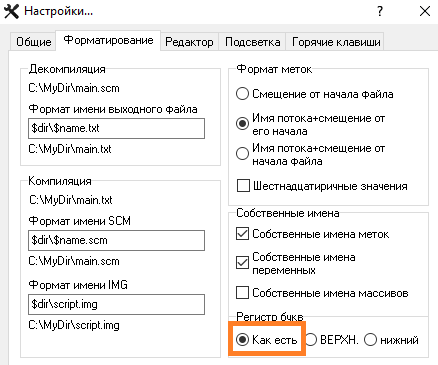 Настройки...
Общие Форматирование Редактор Подсветка Горячие клавиши
Декомпиляция
C:\MyDir\main.scm
Формат имени выходного файла
$dir\$name.txt
C:\MyDir\main.txt
Компиляция
C:\MyDir\main.txt
Формат имени SCM
$dir\$name.scm
C:\MyDir\main.scm
Формат имени IMG
$dir\script.img
C:\MyDir\script.img
Формат меток
Смещение от начала файла
Имя потока+смещение от
его начала
Имя потока+смещение от
начала файла
Шестнадцатиричные значения
Собственные имена
Собственные имена меток
Собственные имена
переменных
Собственные имена массивов
Регистр букв
Как есть ВЕРХН. нижний